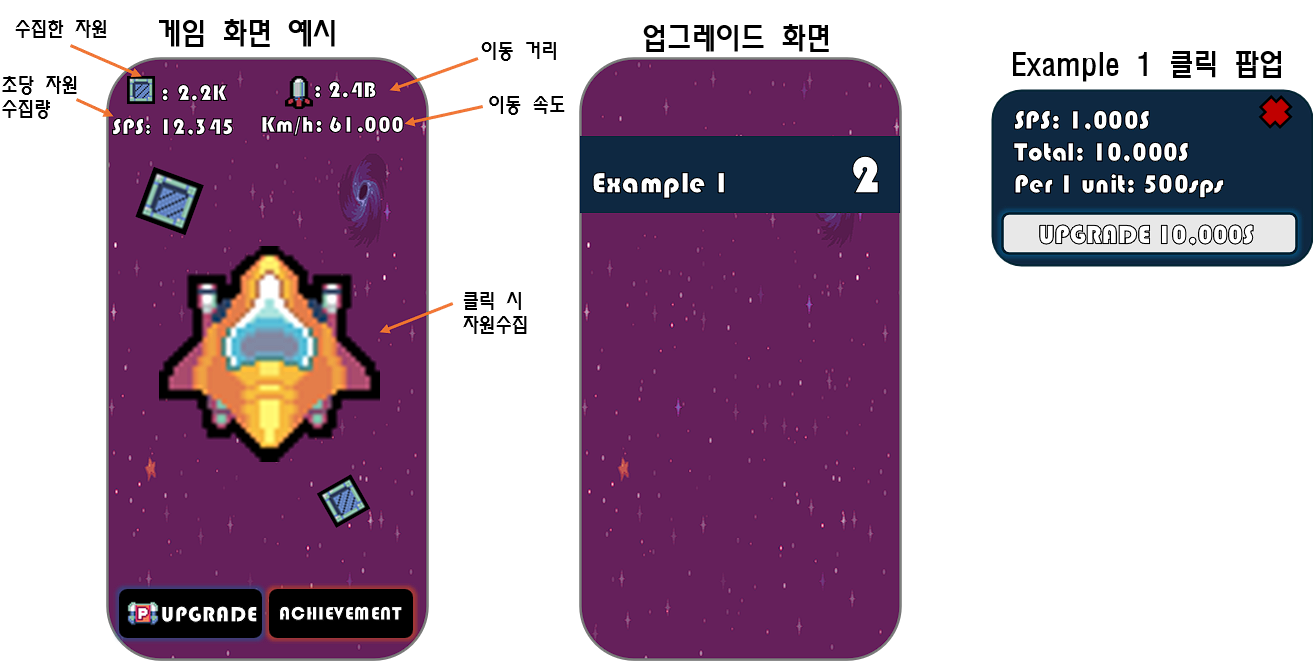 게임 화면 예시
수집한 자원
: 2.2K
: 2.4B
이동 거리
초당 자원
수집량
SPS: 12.345
Km/h: 61.000
이동 속도
클릭 시
자원수집
P UPGRADE
ACHIEVEMENT
업그레이드 화면
Example 1
2
Example 1 클릭 팝업
SPS: 1.000S
Total: 10.000S
Per 1 unit: 500sps
UPGRADE 10.000S